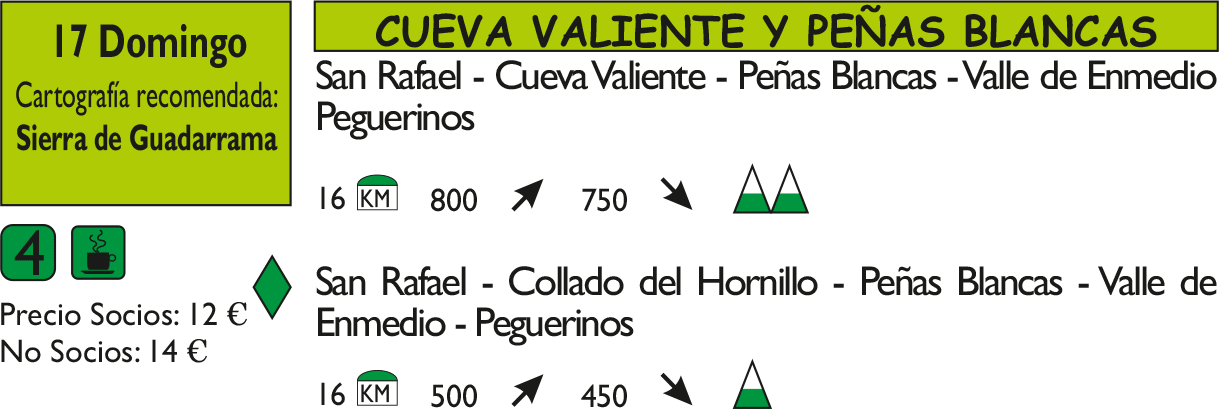 17 Domingo
Cartografía recomendada:
Sierra de Guadarrama
4
Precio Socios: 12 €
No Socios: 14 €
CUEVA VALIENTE Y PEÑAS BLANCAS
San Rafael - Cueva Valiente - Peñas Blancas - Valle de Enmedio
Peguerinos
16 KM 800 750
San Rafael - Collado del Hornillo - Peñas Blancas - Valle de
Enmedio - Peguerinos
16 KM 500 450